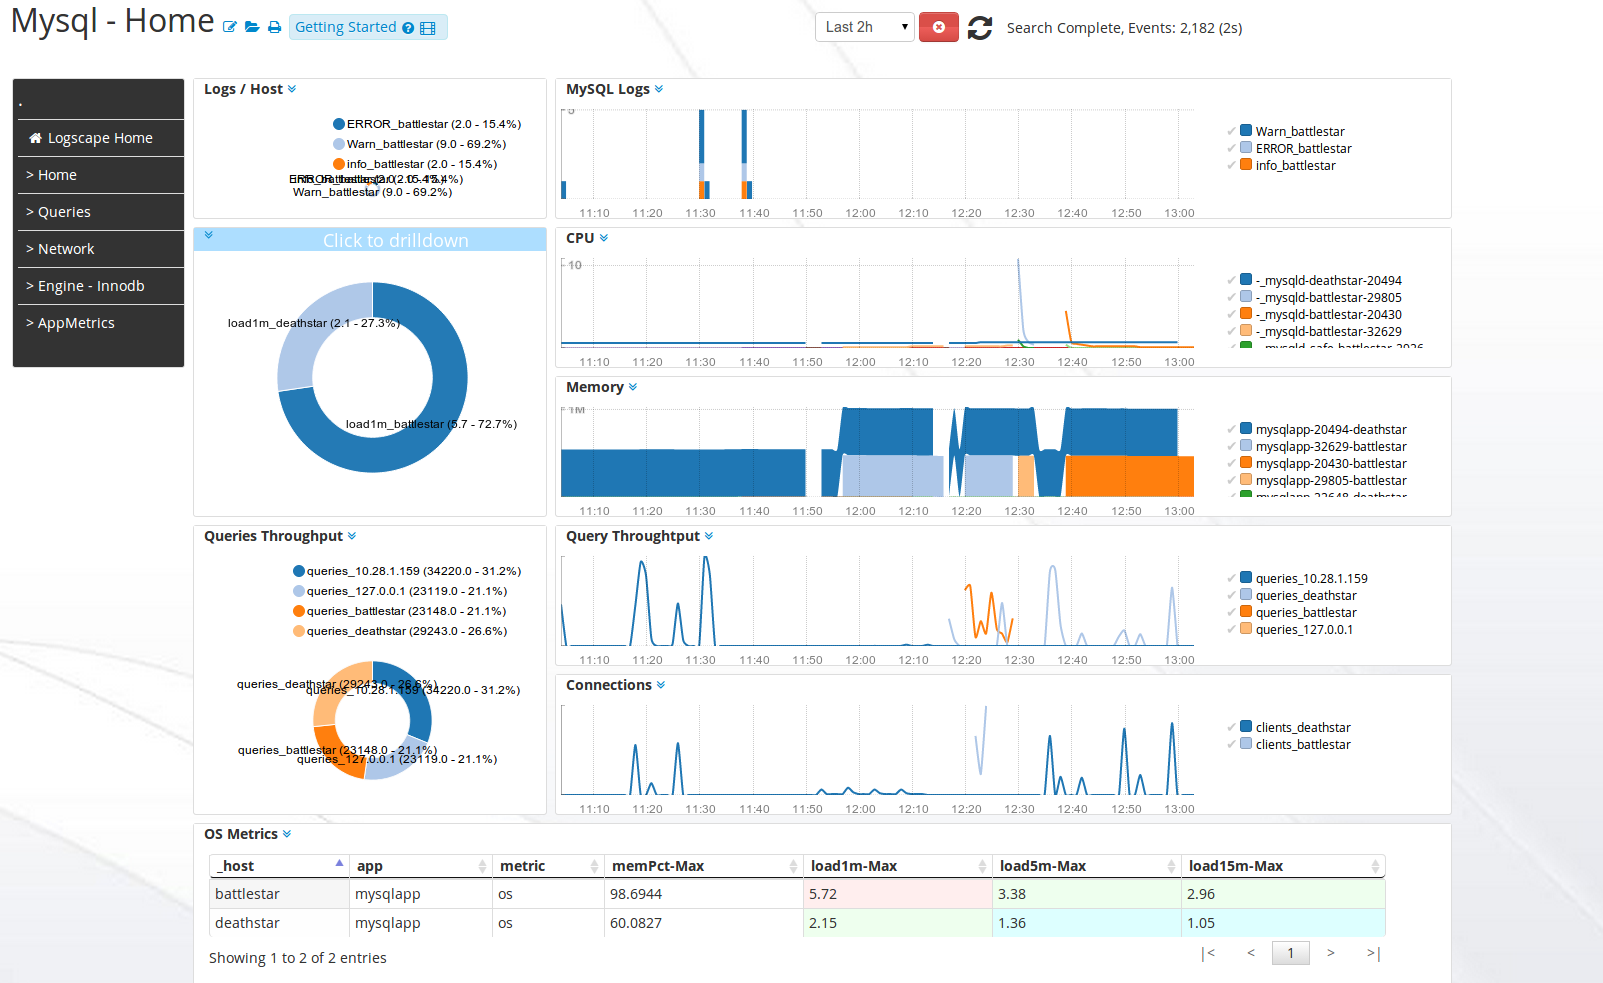 Mysql - Home
Getting Started
Last 2h
Search Complete, Events: 2,182 (2s)
.
Logscape Home
> Home
> Queries
> Network
> Engine - Innodb
> AppMetrics
Logs / Host
ERROR_battlestar (2.0 - 15.4%)
Warn_battlestar (9.0 - 69.2%)
info_battlestar (2.0 - 15.4%)
Warn_battlestar (9.0 - 69.2%)
MySQL Logs
11:10 11:20 11:30 11:40 11:50 12:00 12:10 12:20 12:30 12:40 12:50 13:00
Warn_battlestar
ERROR_battlestar
info_battlestar
Click to drilldown
load1m_deathstar (2.1 - 27.3%)
load1m_battlestar (5.7 - 72.7%)
CPU
10
11:10 11:20 11:30 11:40 11:50 12:00 12:10 12:20 12:30 12:40 12:50 13:00
-_mysqld-deathstar-20494
-_mysqld-battlestar-29805
-_mysqld-battlestar-20430
-_mysqld-battlestar-32629
Memory
1M
11:10 11:20 11:30 11:40 11:50 12:00 12:10 12:20 12:30 12:40 12:50 13:00
mysqlapp-20494-deathstar
mysqlapp-32629-battlestar
mysqlapp-20430-battlestar
mysqlapp-29805-battlestar
Queries Throughput
queries_10.28.1.159 (34220.0 - 31.2%)
queries_127.0.0.1 (23119.0 - 21.1%)
queries_battlestar (23148.0 - 21.1%)
queries_deathstar (29243.0 - 26.6%)
queries_deathstar (29243.0 - 26.6%)
queries_10.28.1.159 (34220.0 - 31.2%)
queries_battlestar (23148.0 - 21.1%)
queries_127.0.0.1 (23119.0 - 21.1%)
Query Throughtput
11:10 11:20 11:30 11:40 11:50 12:00 12:10 12:20 12:30 12:40 12:50 13:00
queries_10.28.1.159
queries_deathstar
queries_battlestar
queries_127.0.0.1
Connections
11:10 11:20 11:30 11:40 11:50 12:00 12:10 12:20 12:30 12:40 12:50 13:00
clients_deathstar
clients_battlestar
OS Metrics
_host app metric memPct-Max load1m-Max load5m-Max load15m-Max
battlestar mysqlapp os 98.6944 5.72 3.38 2.96
deathstar mysqlapp os 60.0827 2.15 1.36 1.05
Showing 1 to 2 of 2 entries
|< < 1 > >|